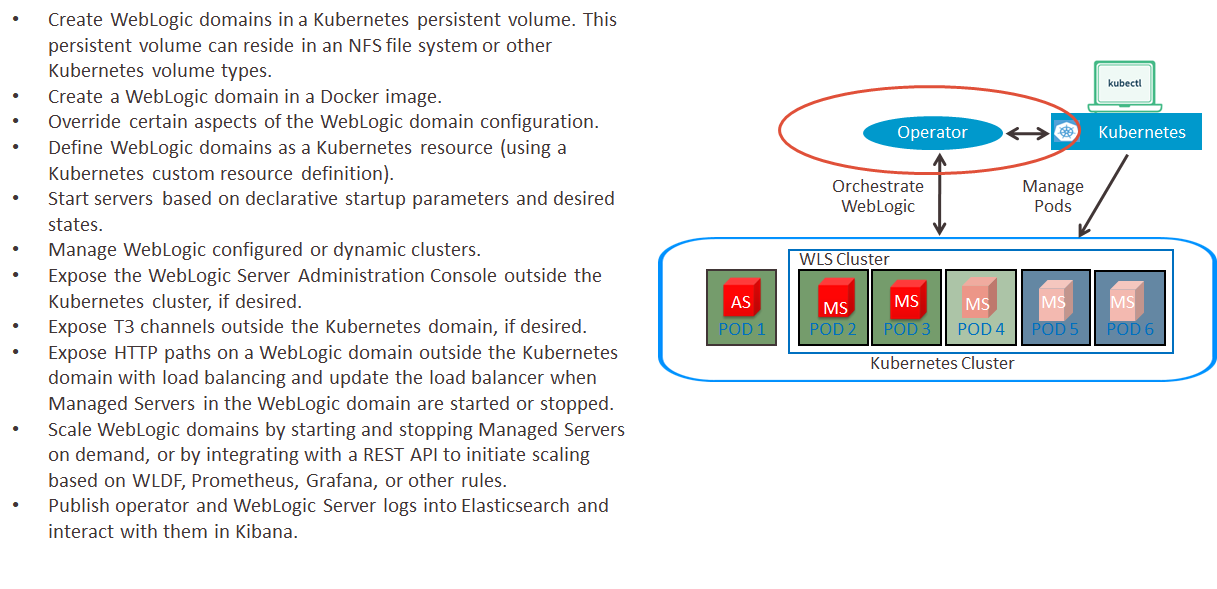 • Create WebLogic domains in a Kubernetes persistent volume. This
persistent volume can reside in an NFS file system or other
Kubernetes volume types.
• Create a WebLogic domain in a Docker image.
• Override certain aspects of the WebLogic domain configuration.
• Define WebLogic domains as a Kubernetes resource (using a
Kubernetes custom resource definition).
• Start servers based on declarative startup parameters and desired
states.
• Manage WebLogic configured or dynamic clusters.
• Expose the WebLogic Server Administration Console outside the
Kubernetes cluster, if desired.
• Expose T3 channels outside the Kubernetes domain, if desired.
• Expose HTTP paths on a WebLogic domain outside the Kubernetes
domain with load balancing and update the load balancer when
Managed Servers in the WebLogic domain are started or stopped.
• Scale WebLogic domains by starting and stopping Managed Servers
on demand, or by integrating with a REST API to initiate scaling
based on WLDF, Prometheus, Grafana, or other rules.
• Publish operator and WebLogic Server logs into Elasticsearch and
interact with them in Kibana.
kubectl
Operator
Kubernetes
Orchestrate
WebLogic
Manage
Pods
WLS Cluster
AS
MS
MS
MS
MS
MS
POD 1
POD 2
POD 3
POD 4
POD 5
POD 6
Kubernetes Cluster